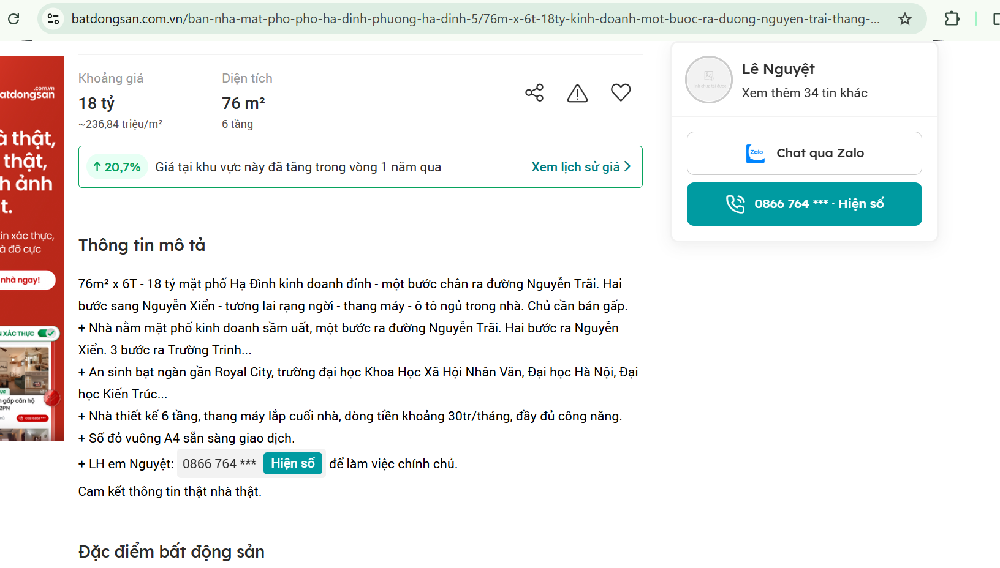 batdongsan.com.vn/ban-nha-mat-pho-pho-ha-dinh-phuong-ha-dinh-5/76m-x-6t-18ty-kinh-doanh-mot-buoc-ra-duong-nguyen-trai-thang-...
.com.vn
atdongsan
à thật,
thật,
h ảnh
t.
in xác thực,
à đỡ cực
nhà ngay!
N XÁC THỰC
n gấp căn hộ
2PN
Khoảng giá
18 tỷ
~236,84 triệu/m²
Diện tích
76 m²
6 tầng
20,7%
Giá tại khu vực này đã tăng trong vòng 1 năm qua
Xem lịch sử giá
Thông tin mô tả
76m² x 6T - 18 tỷ mặt phố Hạ Đình kinh doanh đỉnh - một bước chân ra đường Nguyễn Trãi. Hai
bước sang Nguyễn Xiển - tương lai rạng ngời - thang máy - ô tô ngủ trong nhà. Chủ cần bán gấp.
+ Nhà nằm mặt phố kinh doanh sầm uất, một bước ra đường Nguyễn Trãi. Hai bước ra Nguyễn
Xiển. 3 bước ra Trường Trinh...
+ An sinh bạt ngàn gần Royal City, trường đại học Khoa Học Xã Hội Nhân Văn, Đại học Hà Nội, Đại
học Kiến Trúc...
+ Nhà thiết kế 6 tầng, thang máy lắp cuối nhà, dòng tiền khoảng 30tr/tháng, đầy đủ công năng.
+ Sổ đỏ vuông A4 sẵn sàng giao dịch.
+ LH em Nguyệt: 0866 764 *** Hiện số để làm việc chính chủ.
Cam kết thông tin thật nhà thật.
Đặc điểm bất động sản
Lê Nguyệt
Xem thêm 34 tin khác
Zalo
Chat qua Zalo
0866 764 *** · Hiện số